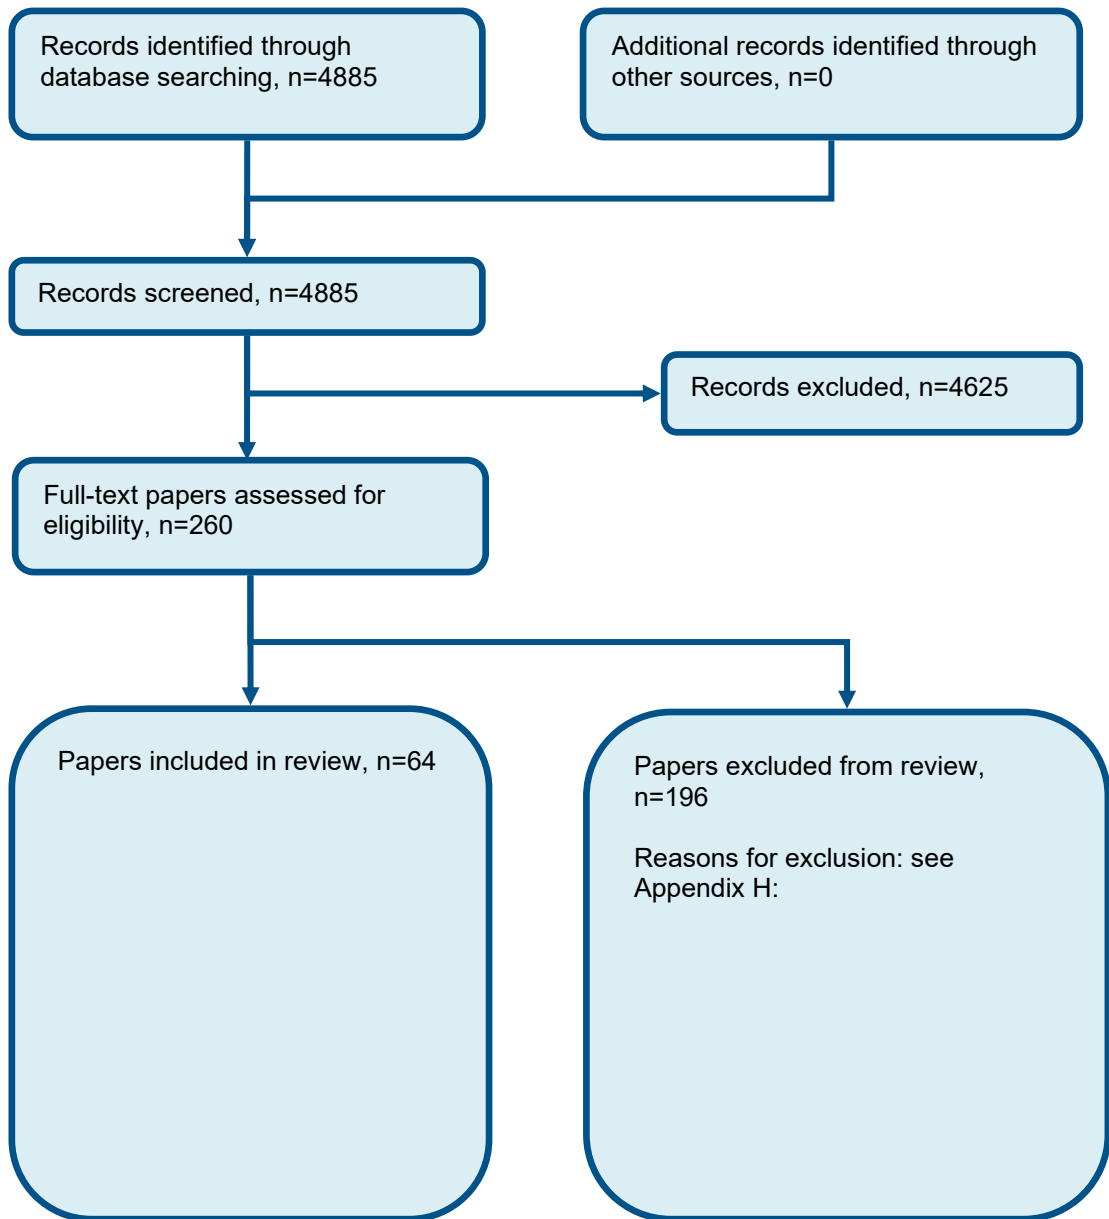 Records identified through
database searching, n=4885
Additional records identified through
other sources, n=0
Records screened, n=4885
Records excluded, n=4625
Full-text papers assessed for
eligibility, n=260
Papers included in review, n=64
Papers excluded from review,
n=196
Reasons for exclusion: see
Appendix H: